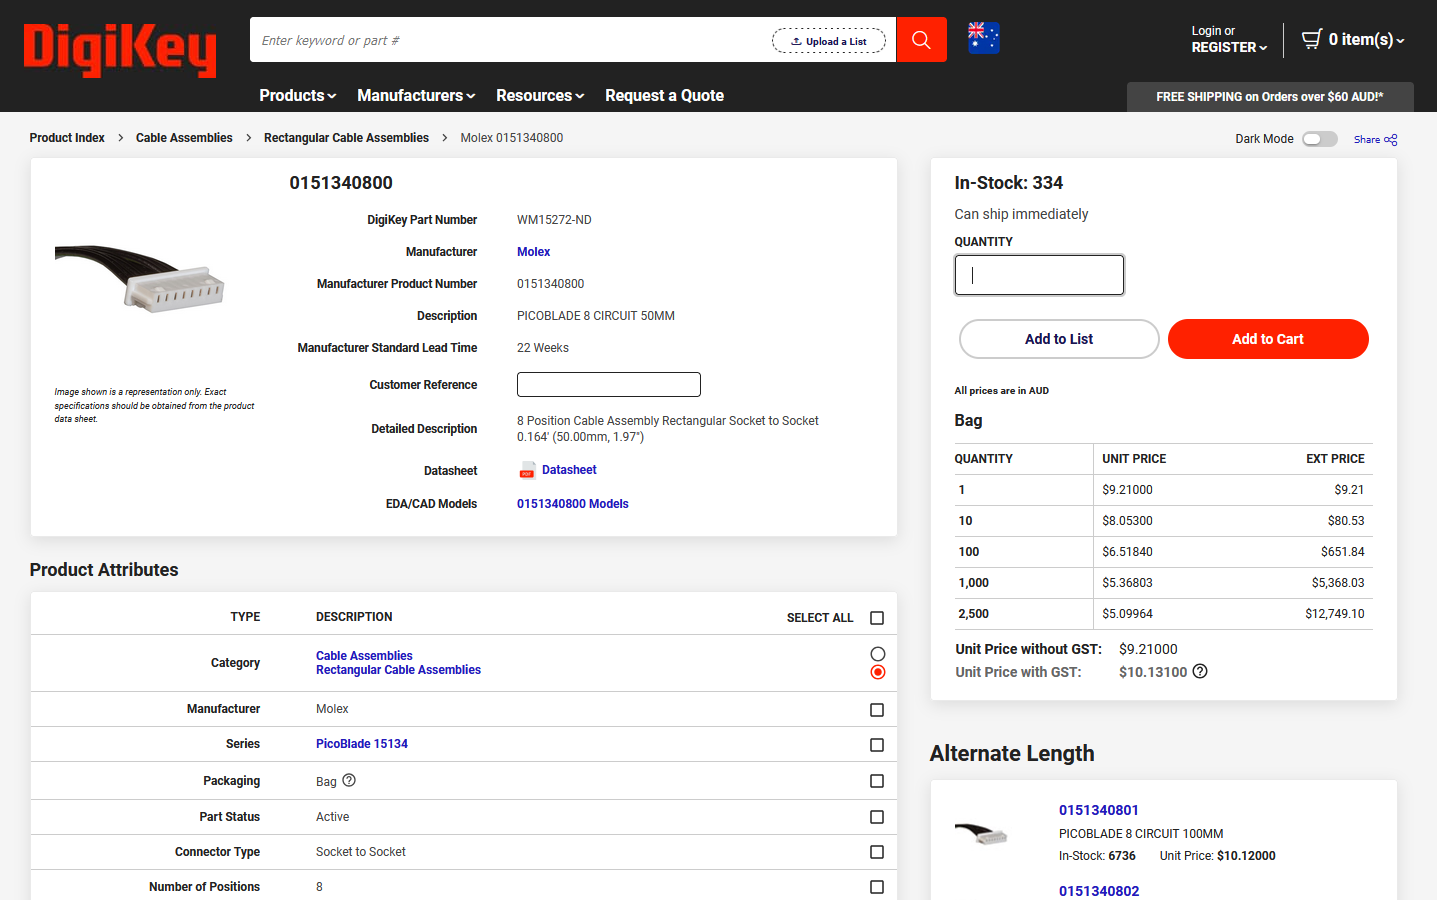 DigiKey
Enter keyword or part #
Upload a List
Login or
REGISTER
0 item(s)
Products
Manufacturers
Resources
Request a Quote
FREE SHIPPING on Orders over $60 AUD!*
Product Index > Cable Assemblies > Rectangular Cable Assemblies > Molex 0151340800
Dark Mode
Share
0151340800
DigiKey Part Number WM15272-ND
Manufacturer Molex
Manufacturer Product Number 0151340800
Description PICOBLADE 8 CIRCUIT 50MM
Manufacturer Standard Lead Time 22 Weeks
Customer Reference
Detailed Description 8 Position Cable Assembly Rectangular Socket to Socket
0.164' (50.00mm, 1.97")
Datasheet PDF Datasheet
EDA/CAD Models 0151340800 Models
Image shown is a representation only. Exact
specifications should be obtained from the product
data sheet.
In-Stock: 334
Can ship immediately
QUANTITY
Add to List
Add to Cart
All prices are in AUD
Bag
QUANTITY UNIT PRICE EXT PRICE
1 $9.21000 $9.21
10 $8.05300 $80.53
100 $6.51840 $651.84
1,000 $5.36803 $5,368.03
2,500 $5.09964 $12,749.10
Unit Price without GST: $9.21000
Unit Price with GST: $10.13100
Product Attributes
TYPE DESCRIPTION SELECT ALL
Category Cable Assemblies
Rectangular Cable Assemblies
Manufacturer Molex
Series PicoBlade 15134
Packaging Bag
Part Status Active
Connector Type Socket to Socket
Number of Positions 8
Alternate Length
0151340801
PICOBLADE 8 CIRCUIT 100MM
In-Stock: 6736 Unit Price: $10.12000
0151340802